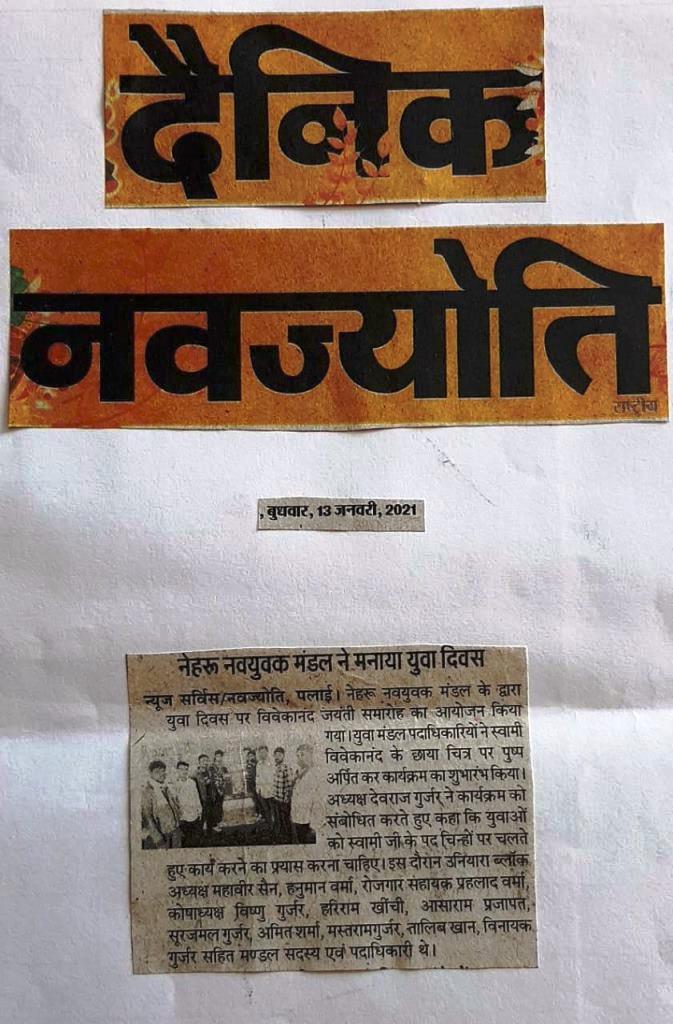 दैनिक
नवज्योति
राष्ट्रीय
, बुधवार, 13 जनवरी, 2021
नेहरू नवयुवक मंडल ने मनाया युवा दिवस
न्यूज सर्विस/नवज्योति, पलाई। नेहरू नवयुवक मंडल के द्वारा
युवा दिवस पर विवेकानंद जयंती समारोह का आयोजन किया
गया।युवा मंडल पदाधिकारियों ने स्वामी
विवेकानंद के छाया चित्र पर पुष्प
अर्पित कर कार्यक्रम का शुभारंभ किया।
अध्यक्ष देवराज गुर्जर ने कार्यक्रम को
संबोधित करते हुए कहा कि युवाओं
को स्वामी जी के पद चिन्हों पर चलते
हुए कार्य करने का प्रयास करना चाहिए। इस दौरान उनियारा ब्लॉक
अध्यक्ष महावीर सैन, हनुमान वर्मा, रोजगार सहायक प्रहलाद वर्मा,
कोषाध्यक्ष विष्णु गुर्जर, हरिराम खींची, आसाराम प्रजापत,
सूरजमल गुर्जर, अमित शर्मा, मस्तरामगुर्जर, तालिब खान, विनायक
गुर्जर सहित मण्डल सदस्य एवं पदाधिकारी थे।